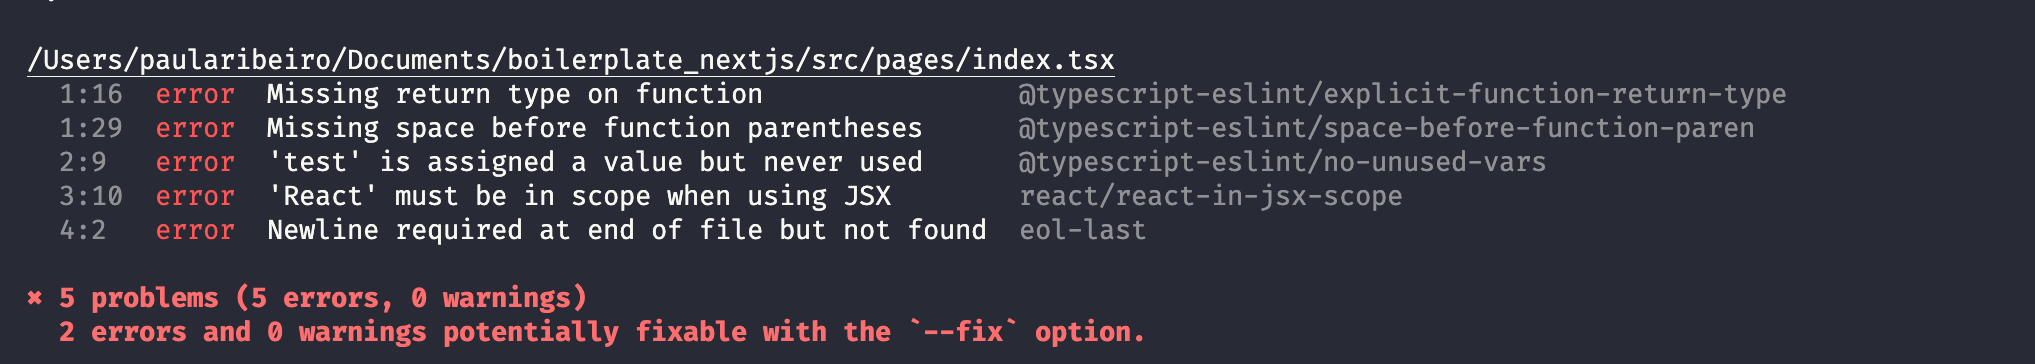 /Users/paularibeiro/Documents/boilerplate_nextjs/src/pages/index.tsx
1:16 error Missing return type on function @typescript-eslint/explicit-function-return-type
1:29 error Missing space before function parentheses @typescript-eslint/space-before-function-paren
2:9 error 'test' is assigned a value but never used @typescript-eslint/no-unused-vars
3:10 error 'React' must be in scope when using JSX react/react-in-jsx-scope
4:2 error Newline required at end of file but not found eol-last
✖ 5 problems (5 errors, 0 warnings)
2 errors and 0 warnings potentially fixable with the `--fix` option.